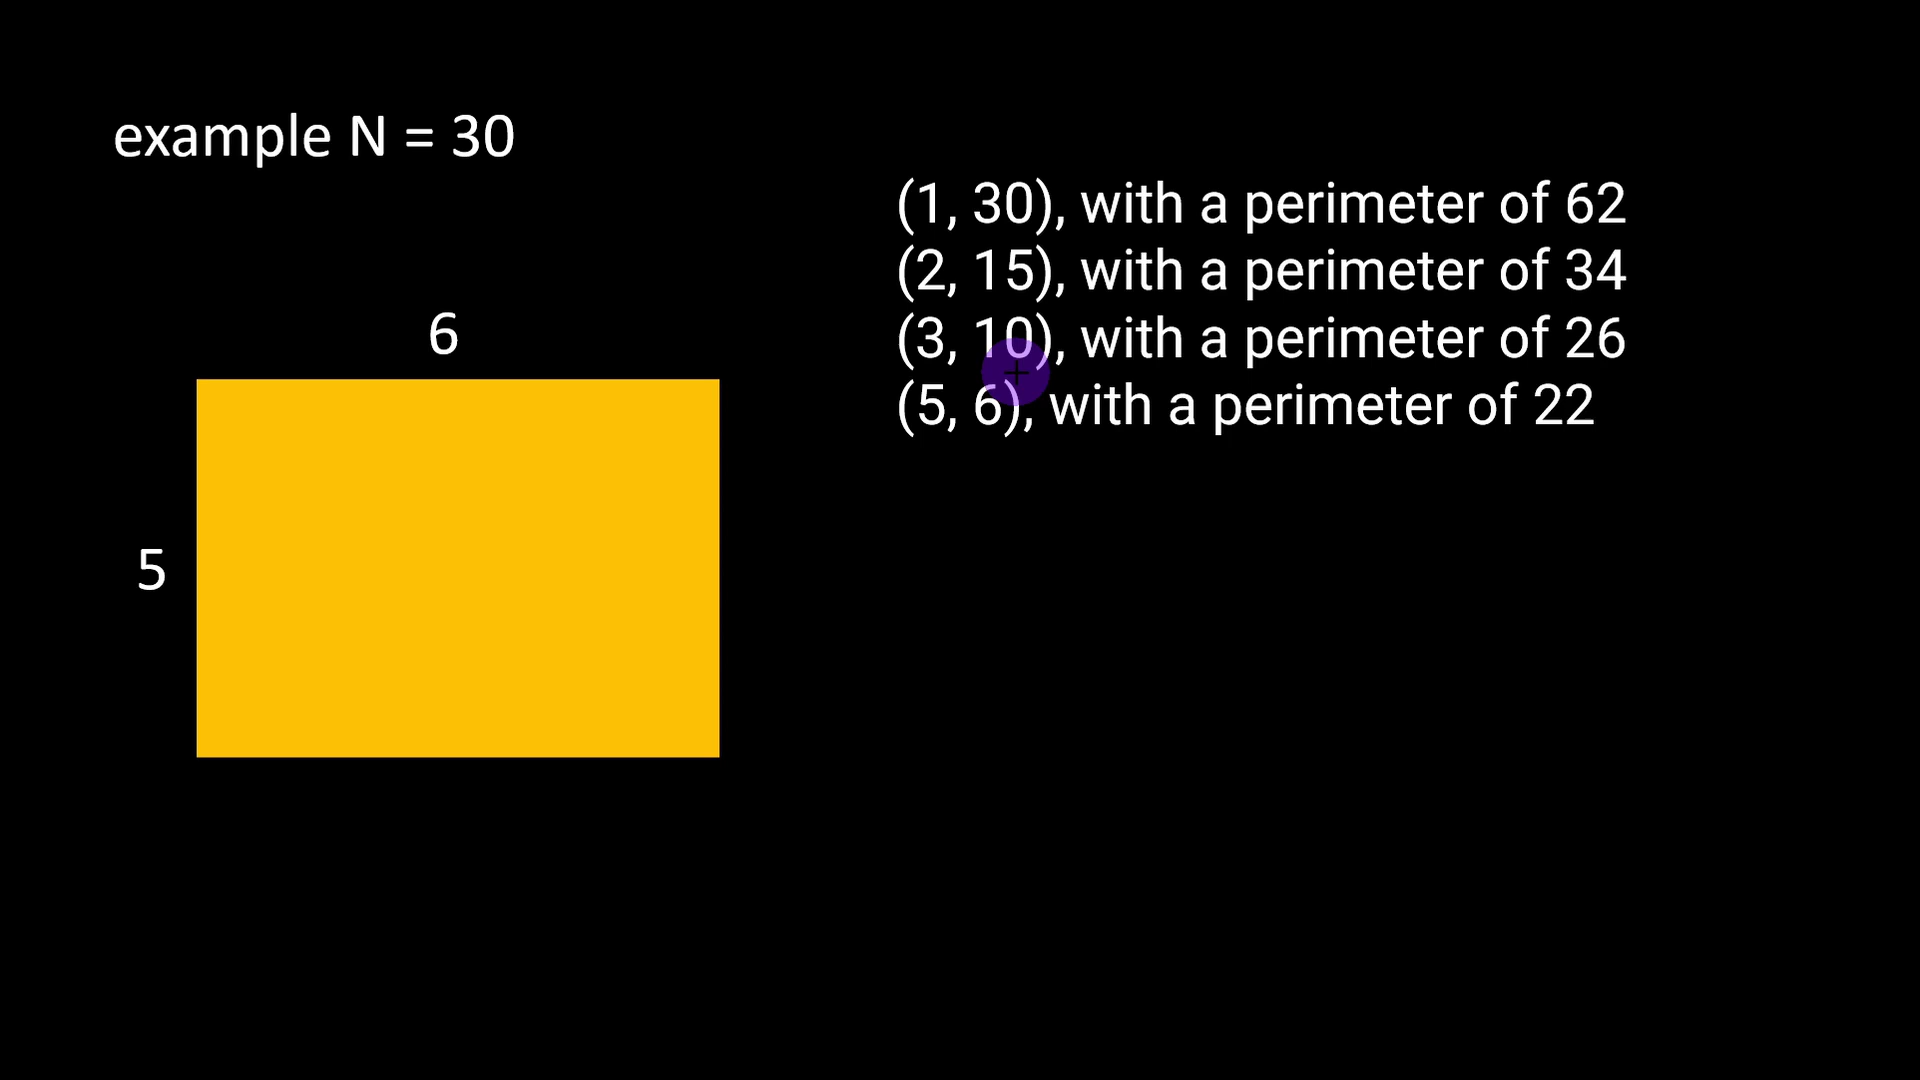 example N = 30
(1, 30), with a perimeter of 62
(2, 15), with a perimeter of 34
(3, 10), with a perimeter of 26
(5, 6), with a perimeter of 22
6
5